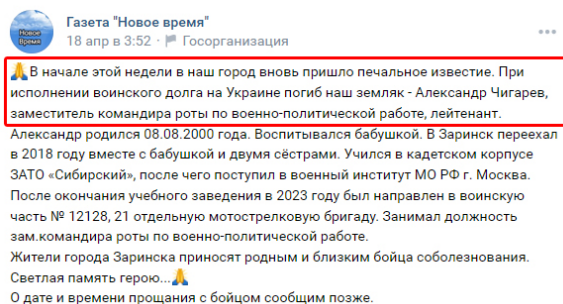 Новое
Время
Газета "Новое время"
18 апр в 3:52 · Госорганизация
🙏В начале этой недели в наш город вновь пришло печальное известие. При
исполнении воинского долга на Украине погиб наш земляк - Александр Чигарев,
заместитель командира роты по военно-политической работе, лейтенант.
Александр родился 08.08.2000 года. Воспитывался бабушкой. В Заринск переехал
в 2018 году вместе с бабушкой и двумя сёстрами. Учился в кадетском корпусе
ЗАТО «Сибирский», после чего поступил в военный институт МО РФ г. Москва.
После окончания учебного заведения в 2023 году был направлен в воинскую
часть № 12128, 21 отдельную мотострелковую бригаду. Занимал должность
зам.командира роты по военно-политической работе.
Жители города Заринска приносят родным и близким бойца соболезнования.
Светлая память герою...🙏
О дате и времени прощания с бойцом сообщим позже.